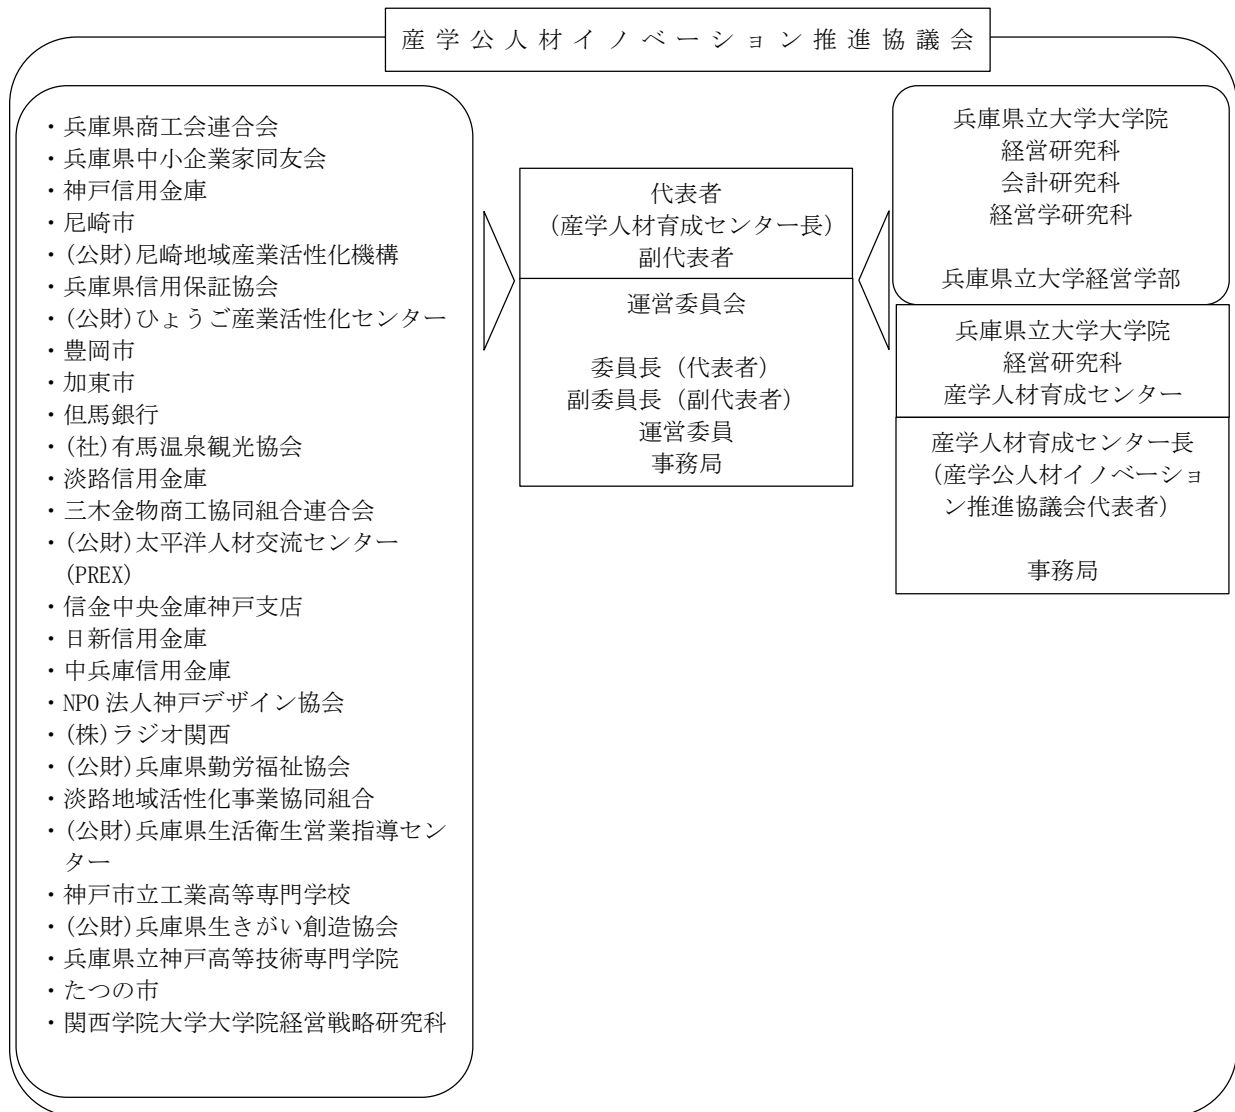 産学公人材イノベーション推進協議会
・兵庫県商工会連合会
・兵庫県中小企業家同友会
・神戸信用金庫
・尼崎市
・(公財)尼崎地域産業活性化機構
・兵庫県信用保証協会
・(公財)ひょうご産業活性化センター
・豊岡市
・加東市
・但馬銀行
・(社)有馬温泉観光協会
・淡路信用金庫
・三木金物商工協同組合連合会
・(公財)太平洋人材交流センター
(PREX)
・信金中央金庫神戸支店
・日新信用金庫
・中兵庫信用金庫
・NPO法人神戸デザイン協会
・(株)ラジオ関西
・(公財)兵庫県勤労福祉協会
・淡路地域活性化事業協同組合
・(公財)兵庫県生活衛生営業指導セン
ター
・神戸市立工業高等専門学校
・(公財)兵庫県生きがい創造協会
・兵庫県立神戸高等技術専門学院
・たつの市
・関西学院大学大学院経営戦略研究科
代表者
(産学人材育成センター長)
副代表者
運営委員会
委員長（代表者）
副委員長（副代表者）
運営委員
事務局
兵庫県立大学大学院
経営研究科
会計研究科
経営学研究科
兵庫県立大学経営学部
兵庫県立大学大学院
経営研究科
産学人材育成センター
産学人材育成センター長
（産学公人材イノベーショ
ン推進協議会代表者）
事務局